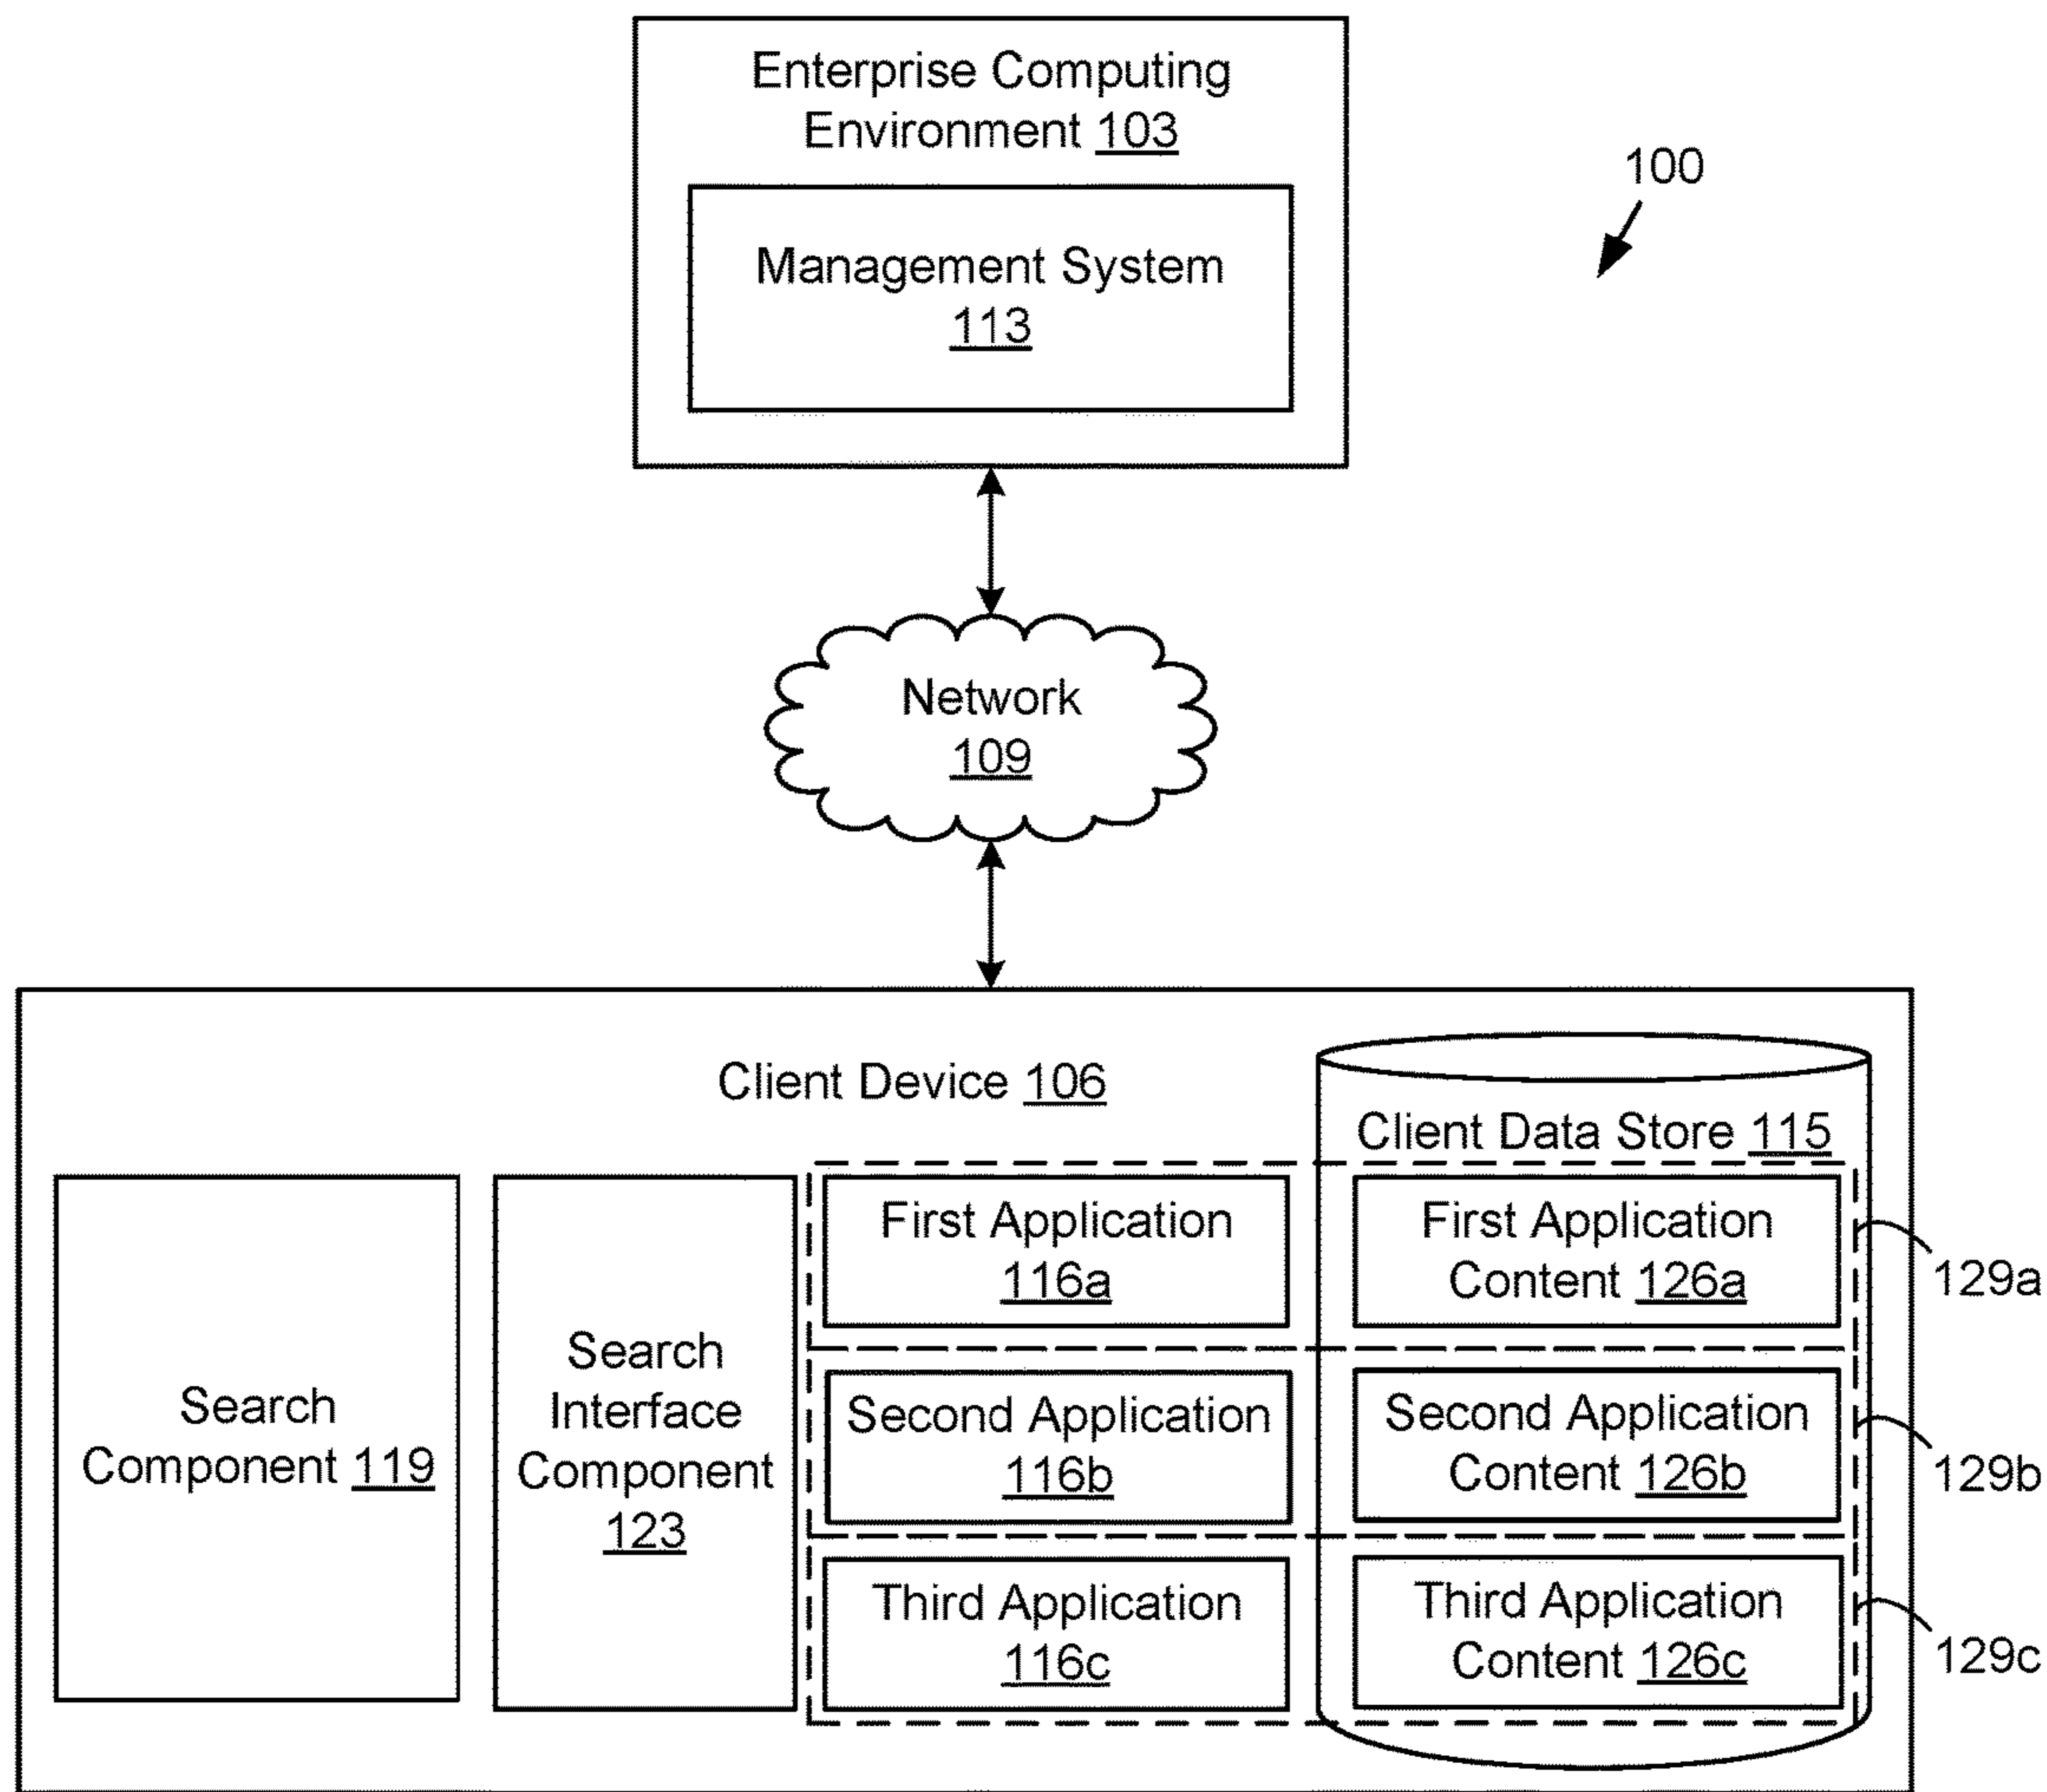 Enterprise Computing
Environment 103
100
Management System
113
Network
109
Client Device 106
Client Data Store 115
Search
Component 119
Search
Interface
Component
123
First Application
116a
First Application
Content 126a
129a
Second Application
116b
Second Application
Content 126b
129b
Third Application
116c
Third Application
Content 126c
129c